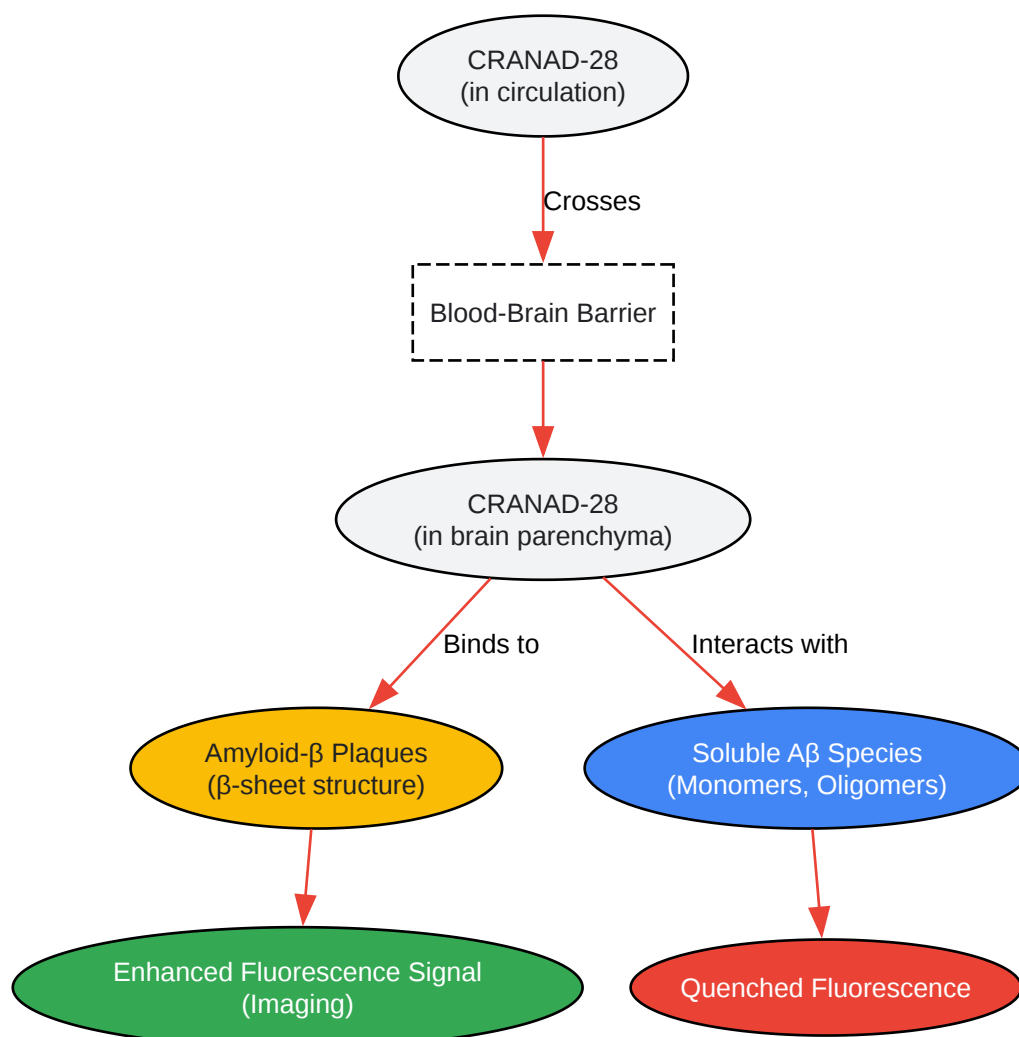 CRANAD-28
(in circulation)
Crosses
Blood-Brain Barrier
CRANAD-28
(in brain parenchyma)
Binds to
Interacts with
Amyloid-β Plaques
(β-sheet structure)
Soluble Aβ Species
(Monomers, Oligomers)
Enhanced Fluorescence Signal
(Imaging)
Quenched Fluorescence